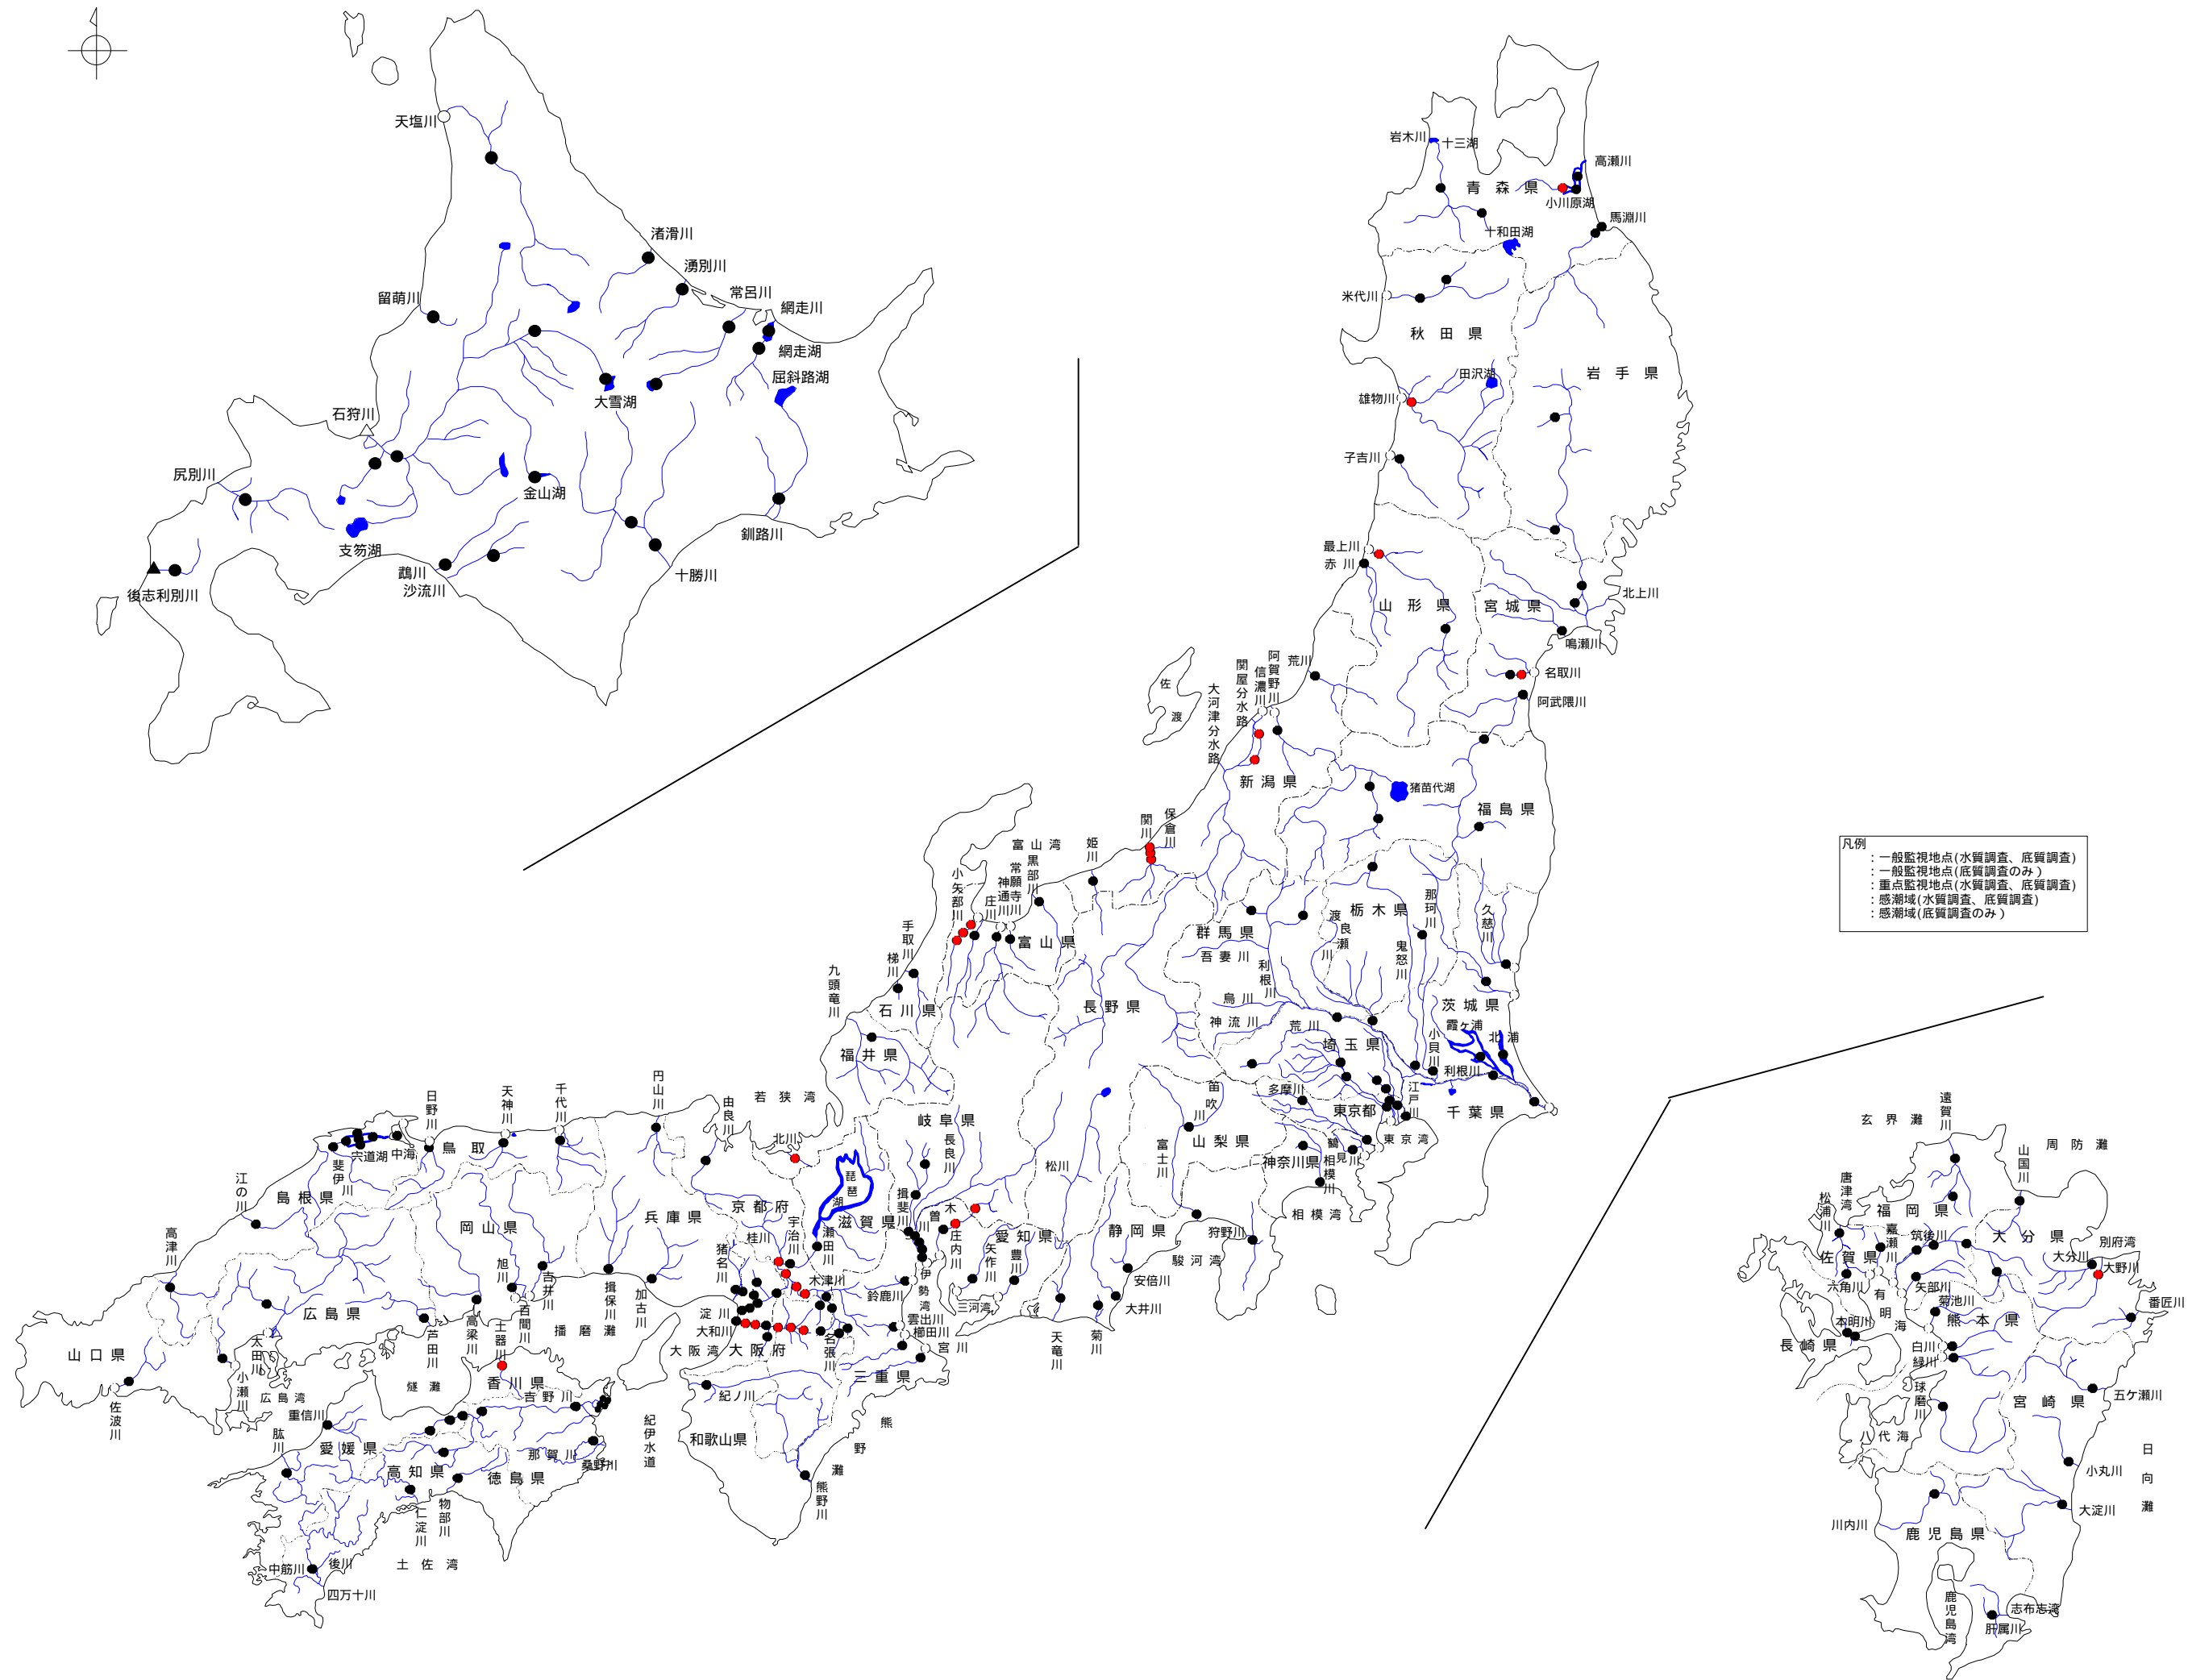 天塩川
渚滑川
湧別川
常呂川
網走川
網走湖
屈斜路湖
留萌川
大雪湖
石狩川
尻別川
金山湖
支笏湖
鵡川
沙流川
釧路川
十勝川
後志利別川
岩木川
十三湖
高瀬川
青森県
小川原湖
馬淵川
十和田湖
米代川
秋田県
田沢湖
岩手県
雄物川
子吉川
最上川
赤川
山形県
宮城県
北上川
鳴瀬川
名取川
阿武隈川
荒川
阿賀野川
信濃川
関屋分水路
大河津分水路
佐渡
新潟県
猪苗代湖
福島県
関川
保倉川
姫川
富山湾
黒部川
常願寺川
神通川
庄川
小矢部川
富山県
手取川
梯川
石川県
九頭竜川
福井県
凡例
：一般監視地点(水質調査、底質調査)
：一般監視地点(底質調査のみ)
：重点監視地点(水質調査、底質調査)
：感潮域(水質調査、底質調査)
：感潮域(底質調査のみ)
那珂川
久慈川
栃木県
渡良瀬川
鬼怒川
群馬県
吾妻川
利根川
烏川
神流川
荒川
長野県
茨城県
霞ヶ浦
北浦
小貝川
埼玉県
利根川
多摩川
江戸川
東京都
千葉県
東京湾
鶴見川
神奈川県
相模川
相模湾
笛吹川
山梨県
富士川
狩野川
静岡県
駿河湾
安倍川
大井川
菊川
天竜川
松川
岐阜県
長良川
揖斐川
木曽川
庄内川
愛知県
矢作川
豊川
三河湾
伊勢湾
鈴鹿川
雲出川
櫛田川
宮川
三重県
若狭湾
北川
由良川
円山川
琵琶湖
滋賀県
瀬田川
京都府
宇治川
桂川
木津川
名張川
猪名川
淀川
大和川
大阪湾
大阪府
兵庫県
加古川
揖保川
播磨灘
紀ノ川
和歌山県
紀伊水道
熊野川
熊野灘
千代川
天神川
日野川
鳥取
中海
宍道湖
斐伊川
島根県
江の川
高津川
岡山県
旭川
吉井川
百間川
高梁川
芦田川
広島県
太田川
小瀬川
広島湾
山口県
佐波川
燧灘
土器川
香川県
吉野川
重信川
肱川
愛媛県
高知県
徳島県
那賀川
桑野川
物部川
仁淀川
土佐湾
後川
中筋川
四万十川
玄界灘
遠賀川
周防灘
山国川
唐津湾
松浦川
福岡県
嘉瀬川
筑後川
大分県
別府湾
大分川
大野川
佐賀県
六角川
矢部川
菊池川
有明海
番匠川
本明川
熊本県
長崎県
白川
緑川
球磨川
五ケ瀬川
宮崎県
八代海
日向灘
小丸川
大淀川
川内川
鹿児島県
鹿児島湾
志布志湾
肝属川